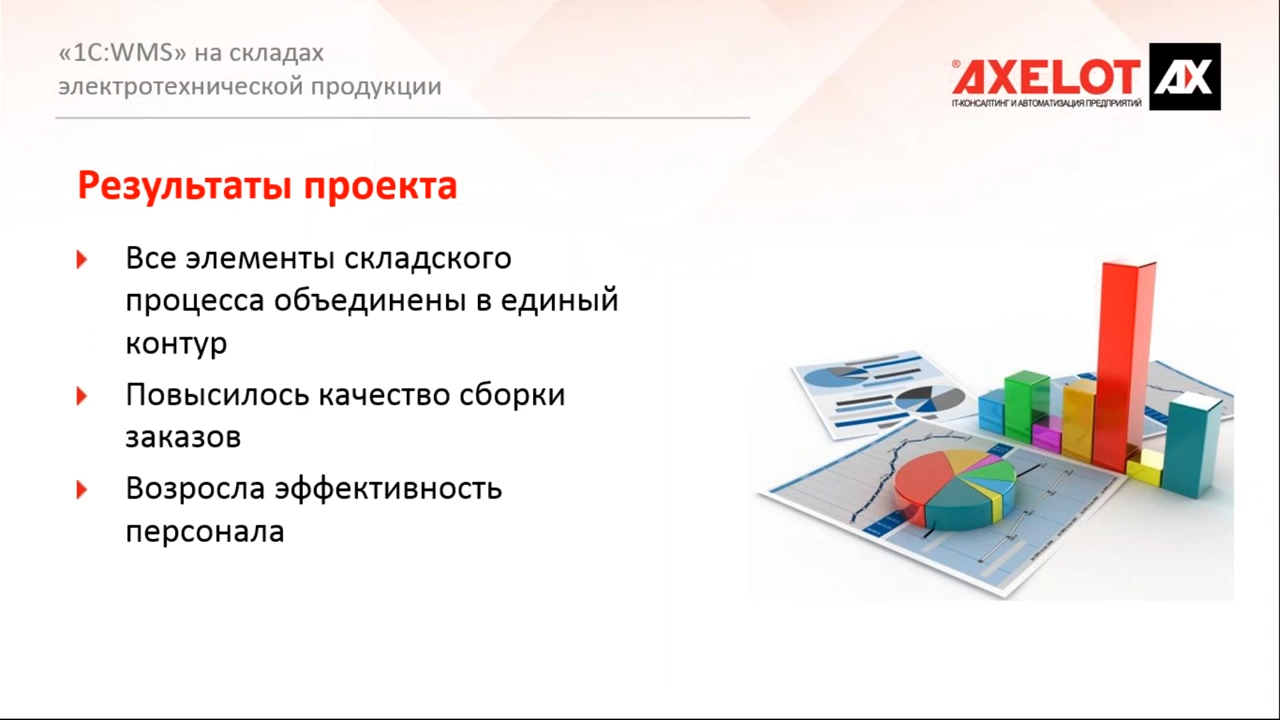 «1С:WMS» на складах
электротехнической продукции
®AXELOT AX
IT-КОНСАЛТИНГ И АВТОМАТИЗАЦИЯ ПРЕДПРИЯТИЙ
Результаты проекта
Все элементы складского
процесса объединены в единый
контур
Повысилось качество сборки
заказов
Возросла эффективность
персонала